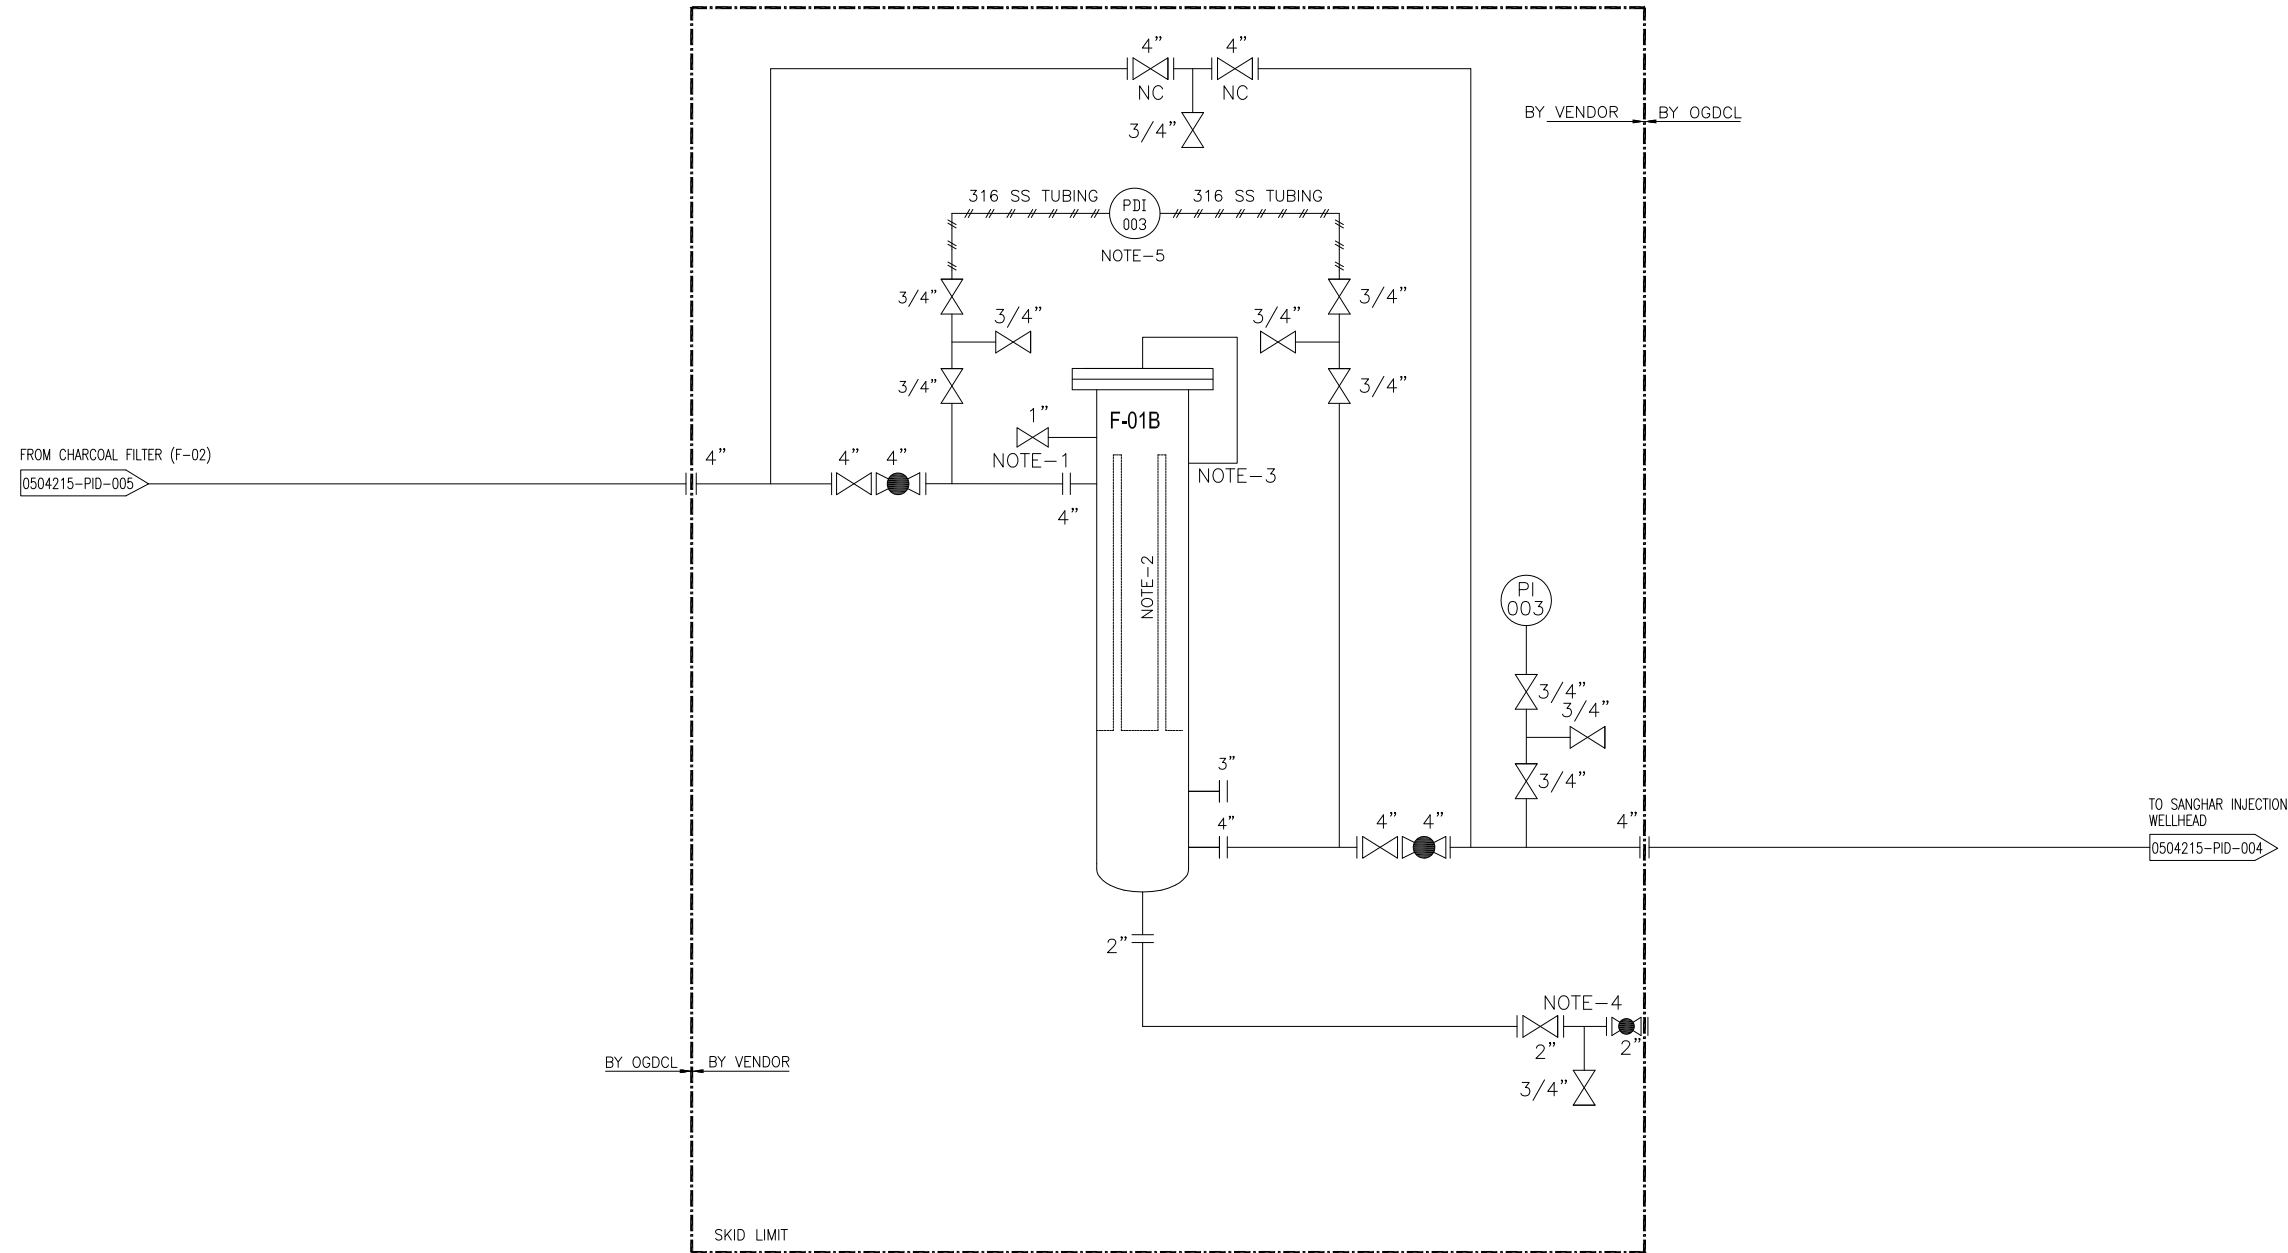 4” 4”
NC NC
3/4”
BY VENDOR BY OGDCL
316 SS TUBING 316 SS TUBING
PDI
003
NOTE-5
3/4” 3/4”
3/4” 3/4”
3/4” 3/4”
F-01B
1”
NOTE-1
NOTE-3
FROM CHARCOAL FILTER (F-02)
0504215-PID-005
4” 4” 4”
4”
NOTE-2
PI
003
3/4”
3/4”
3/4”
3”
4” 4” 4” 4”
TO SANGHAR INJECTION
WELLHEAD
0504215-PID-004
2”
NOTE-4
2” 2”
3/4”
BY OGDCL BY VENDOR
SKID LIMIT